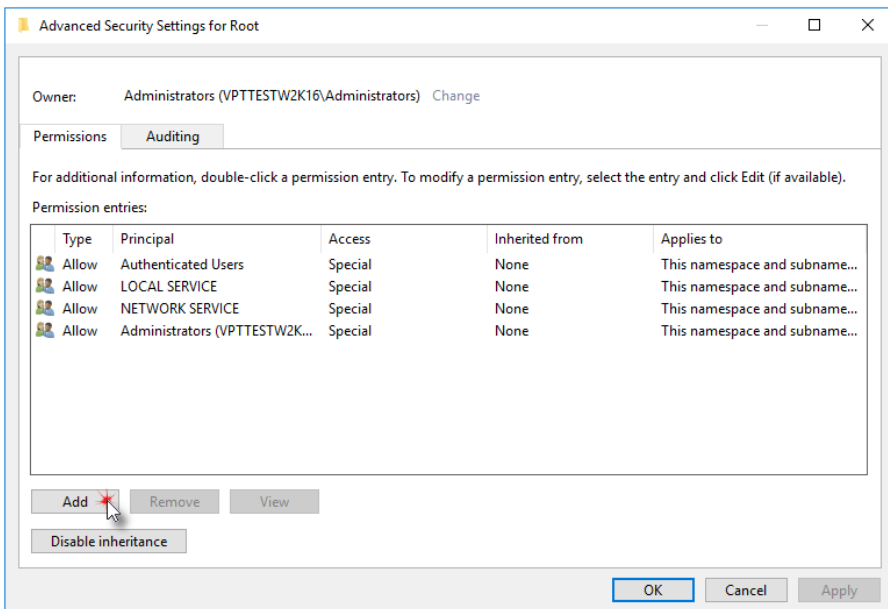 Advanced Security Settings for Root
Owner: Administrators (VPTTESTW2K16\Administrators) Change
Permissions Auditing
For additional information, double-click a permission entry. To modify a permission entry, select the entry and click Edit (if available).
Permission entries:
Type Principal Access Inherited from Applies to
Allow Authenticated Users Special None This namespace and subname...
Allow LOCAL SERVICE Special None This namespace and subname...
Allow NETWORK SERVICE Special None This namespace and subname...
Allow Administrators (VPTTESTW2K... Special None This namespace and subname...
Add Remove View
Disable inheritance
OK Cancel Apply